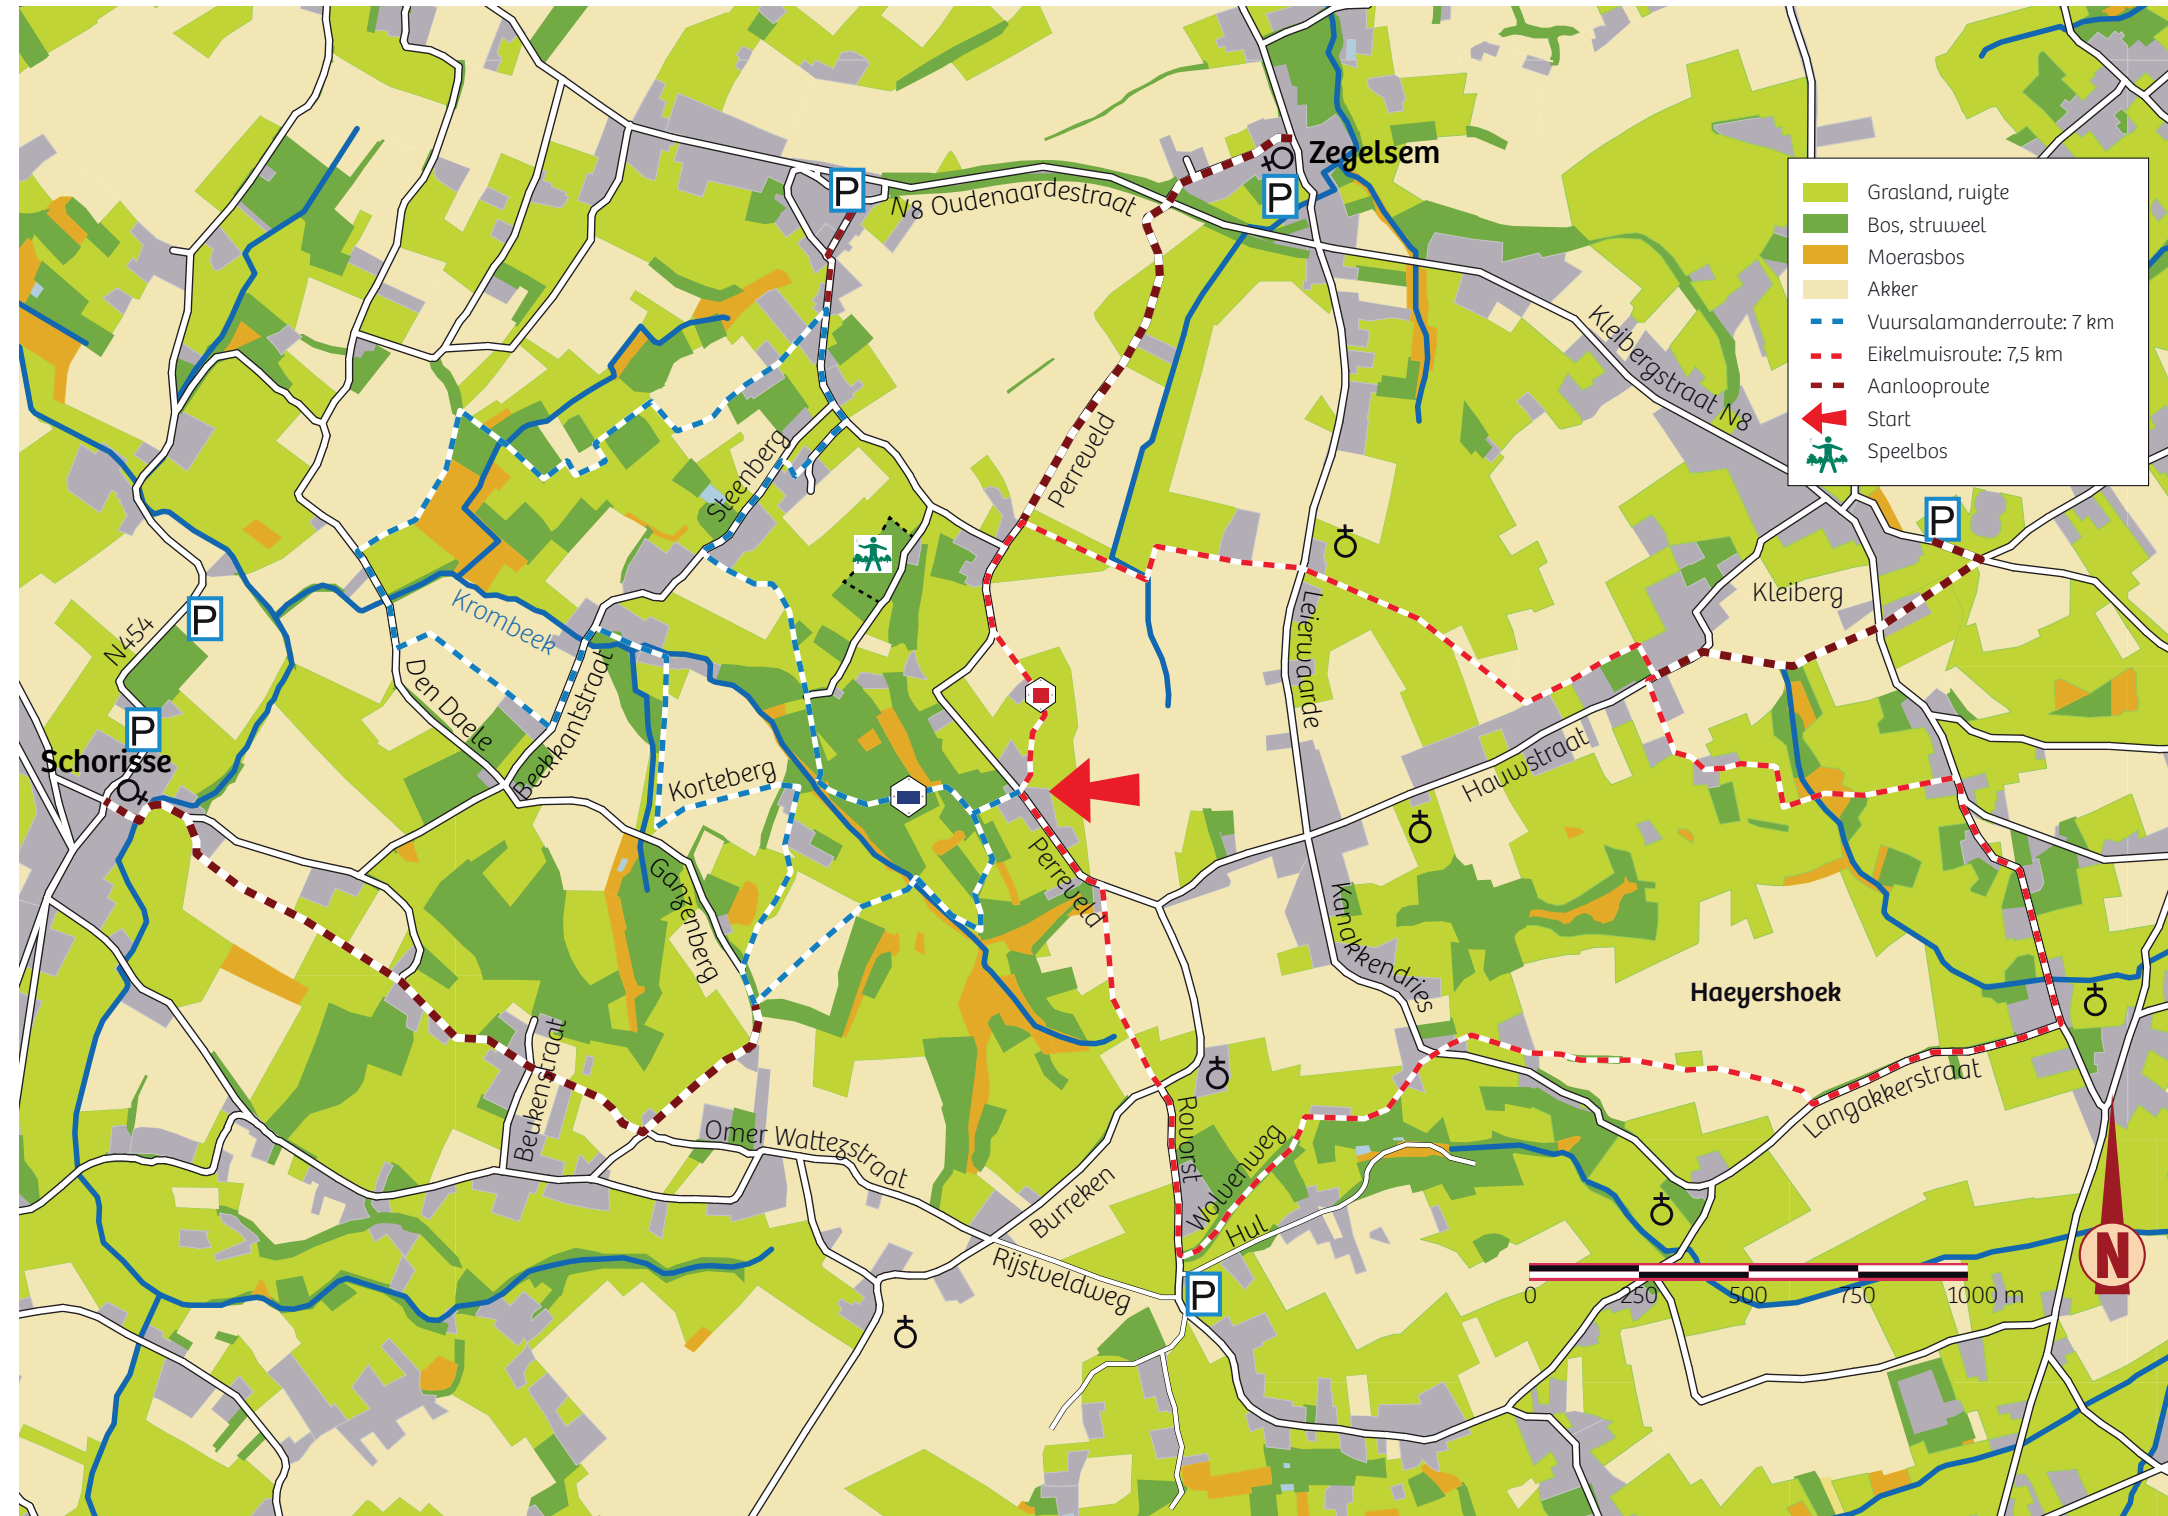 Zegelsem
P
P
N8 Oudenaardestraat
Grasland, ruigte
Bos, struweel
Moerasbos
Akker
Vuursalamanderroute: 7 km
Eikelmuisroute: 7,5 km
Aanlooproute
Start
Speelbos
Kleibergstraat N8
Perreveld
Steenberg
P
Kleiberg
Krombeek
N454
P
Den Daele
Beekkantstraat
Leierwaarde
P
Schorisse
Korteberg
Hauwstraat
Perreveld
Ganzenberg
Kanakkendries
Haeyershoek
Beukenstraat
Langakkerstraat
Omer Wattezstraat
Rovorst
Wolvenweg
Burreken
Hul
Rijstveldweg
P
N
0 250 500 750 1000 m